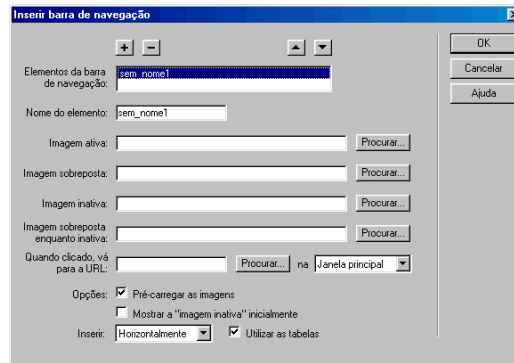 Inserir barra de navegação
OK
Cancelar
Ajuda
Elementos da barra
de navegação:
sem_nome1
Nome do elemento: sem_nome1
Imagem ativa: Procurar...
Imagem sobreposta: Procurar...
Imagem inativa: Procurar...
Imagem sobreposta
enquanto inativa: Procurar...
Quando clicado, vá
para a URL: Procurar... na Janela principal
Opções: Pré-carregar as imagens
Mostrar a "imagem inativa" inicialmente
Inserir: Horizontalmente Utilizar as tabelas